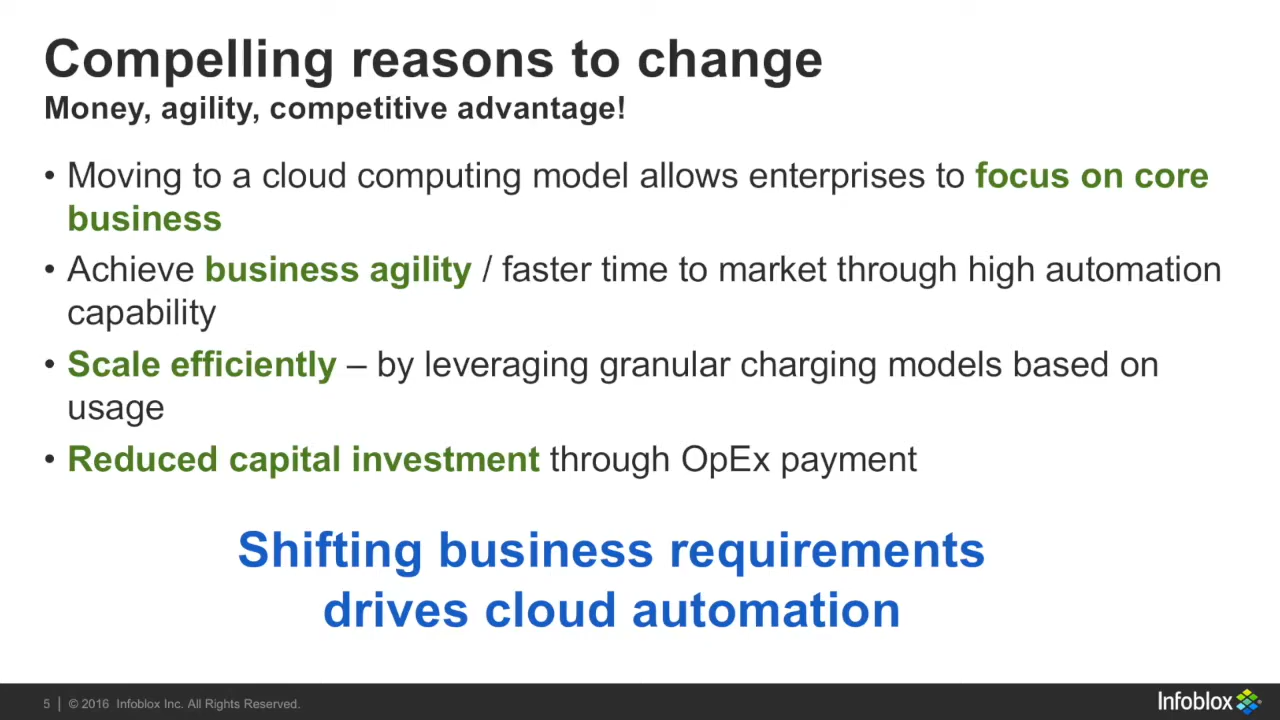 Compelling reasons to change
Money, agility, competitive advantage!
• Moving to a cloud computing model allows enterprises to focus on core
business
• Achieve business agility / faster time to market through high automation
capability
• Scale efficiently – by leveraging granular charging models based on
usage
• Reduced capital investment through OpEx payment
Shifting business requirements
drives cloud automation
5 | © 2016 Infoblox Inc. All Rights Reserved.
Infoblox